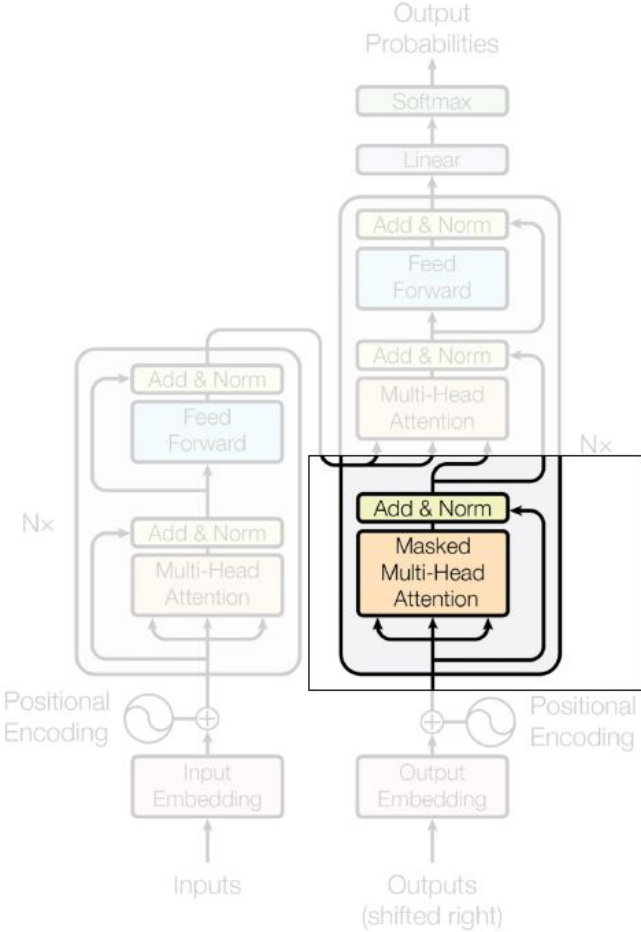 Output
Probabilities
Softmax
Linear
Add & Norm
Feed
Forward
Add & Norm
Multi-Head
Attention
Nx
Add & Norm
Masked
Multi-Head
Attention
Add & Norm
Feed
Forward
Nx
Add & Norm
Multi-Head
Attention
Positional
Encoding
Positional
Encoding
Input
Embedding
Output
Embedding
Inputs
Outputs
(shifted right)